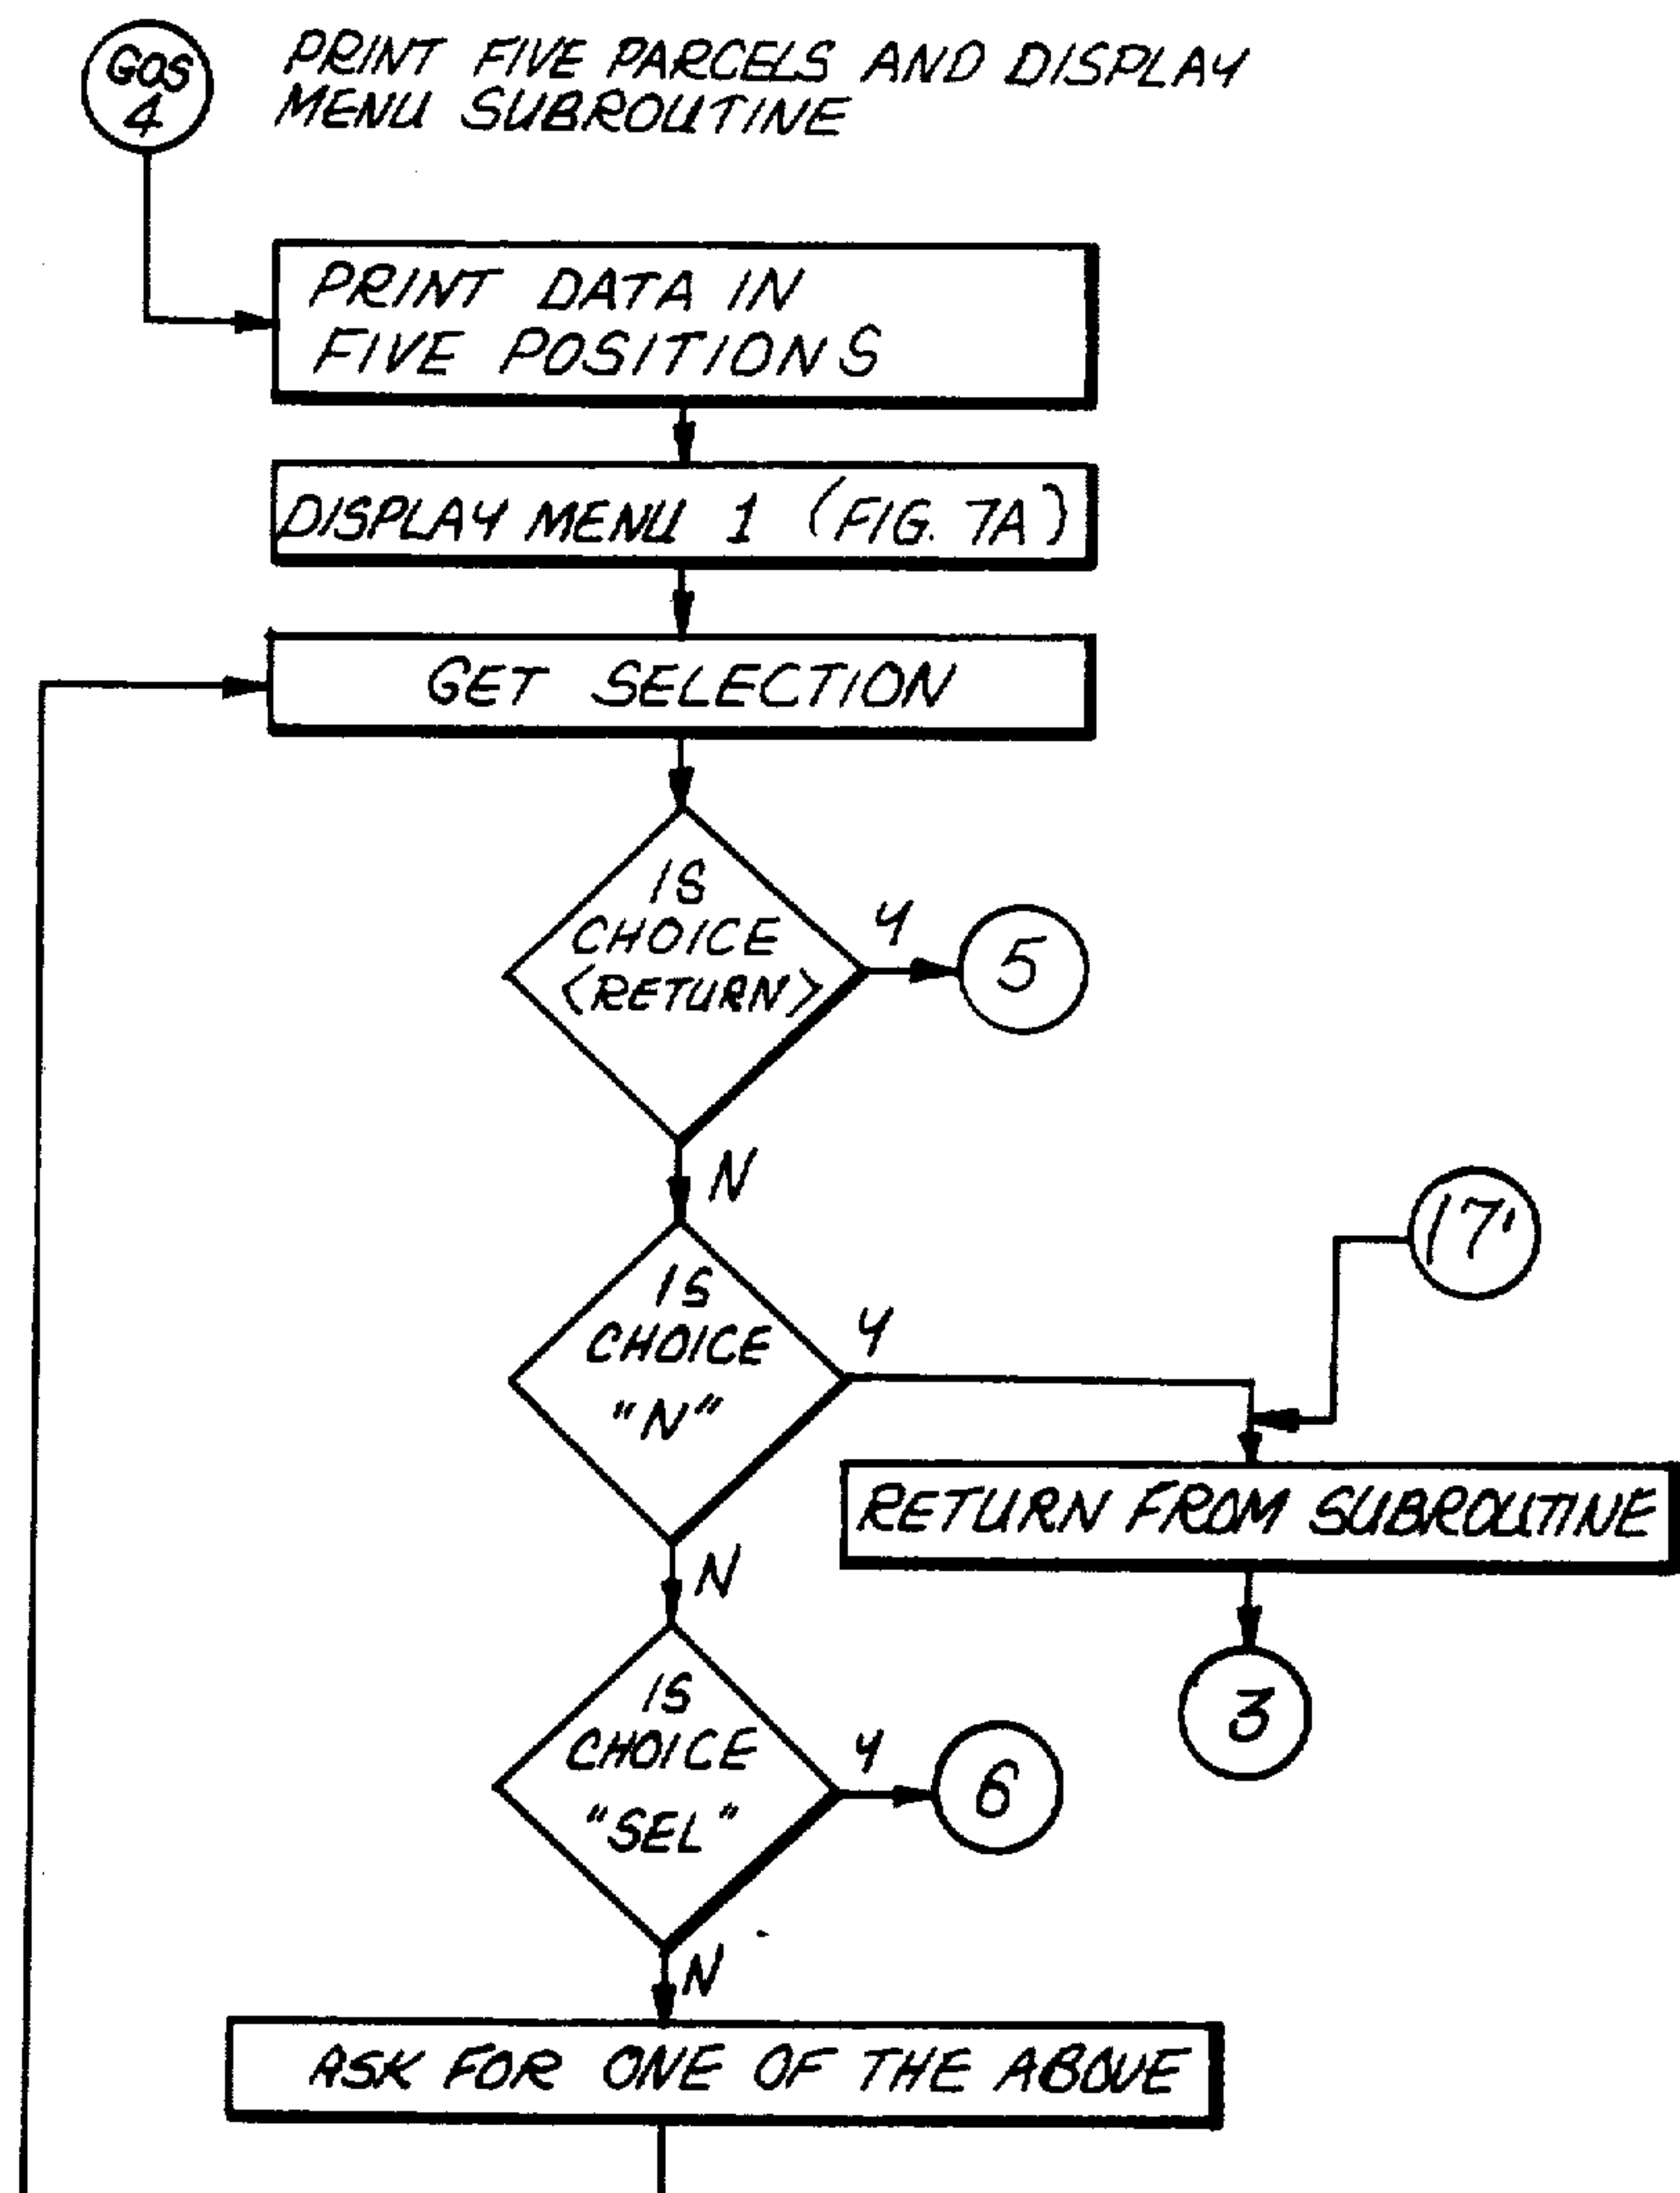 GOS
4
PRINT FIVE PARCELS AND DISPLAY
MENU SUBROUTINE
PRINT DATA IN
FIVE POSITIONS
DISPLAY MENU 1 (FIG. 7A)
GET SELECTION
IS
CHOICE
<RETURN>
Y
5
N
17'
IS
CHOICE
"N"
Y
RETURN FROM SUBROUTINE
N
3
IS
CHOICE
"SEL"
Y
6
N
ASK FOR ONE OF THE ABOVE